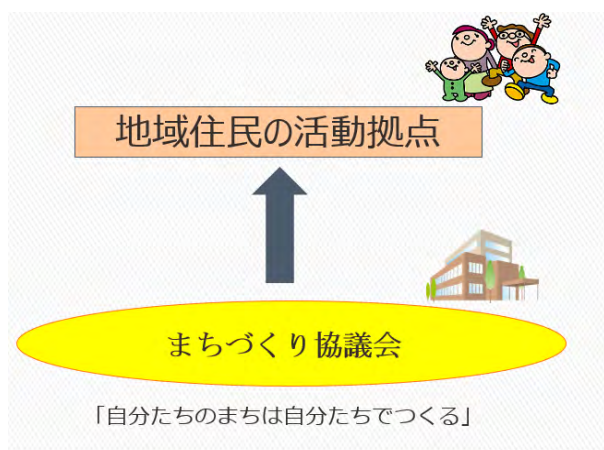 地域住民の活動拠点
まちづくり協議会
「自分たちのまちは自分たちでつくる」